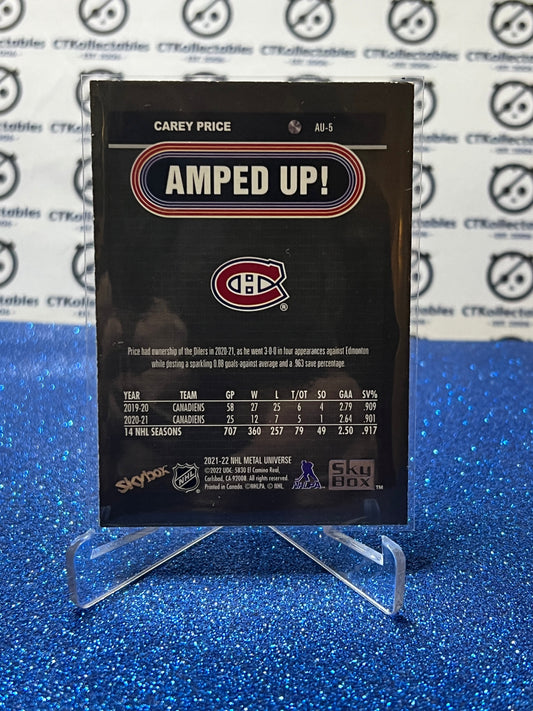 CTKollectables
CAREY PRICE AU-5
AMPED UP!
Price had ownership of the Oilers in 2020-21, as he went 3-0-0 in four appearances against Edmonton
while posting a sparkling 0.88 goals-against average and a .963 save percentage.
YEAR TEAM GP W L T/OT SO GAA SV%
2019-20 CANADIENS 58 27 25 6 4 2.79 .909
2020-21 CANADIENS 25 12 7 5 1 2.64 .901
14 NHL SEASONS 707 360 257 79 49 2.50 .917
2021-22 NHL METAL UNIVERSE
©2022 UDC. 5830 El Camino Real,
Carlsbad, CA 92008. All rights reserved.
Printed in Canada. ©NHLPA. © NHL.
Skybox
NHL
NHLPA
SKY
BOX
TM